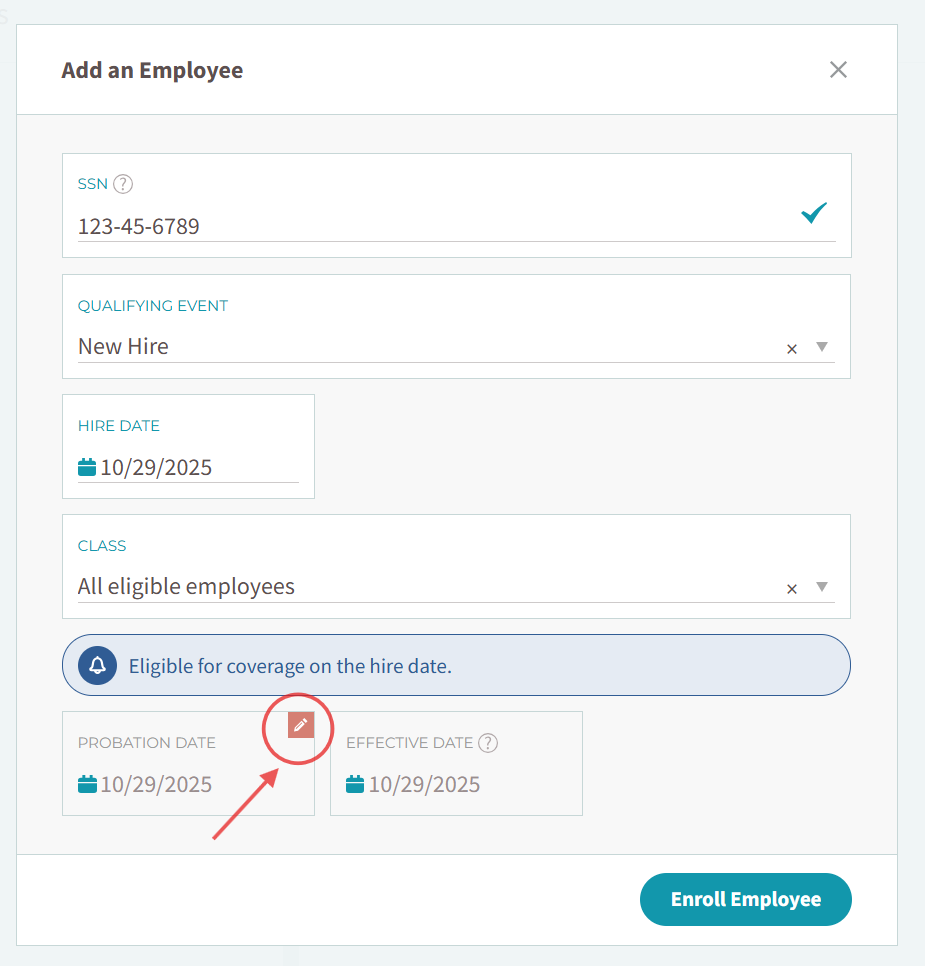 Add an Employee
SSN ?
123-45-6789
QUALIFYING EVENT
New Hire
HIRE DATE
10/29/2025
CLASS
All eligible employees
Eligible for coverage on the hire date.
PROBATION DATE
10/29/2025
EFFECTIVE DATE ?
10/29/2025
Enroll Employee